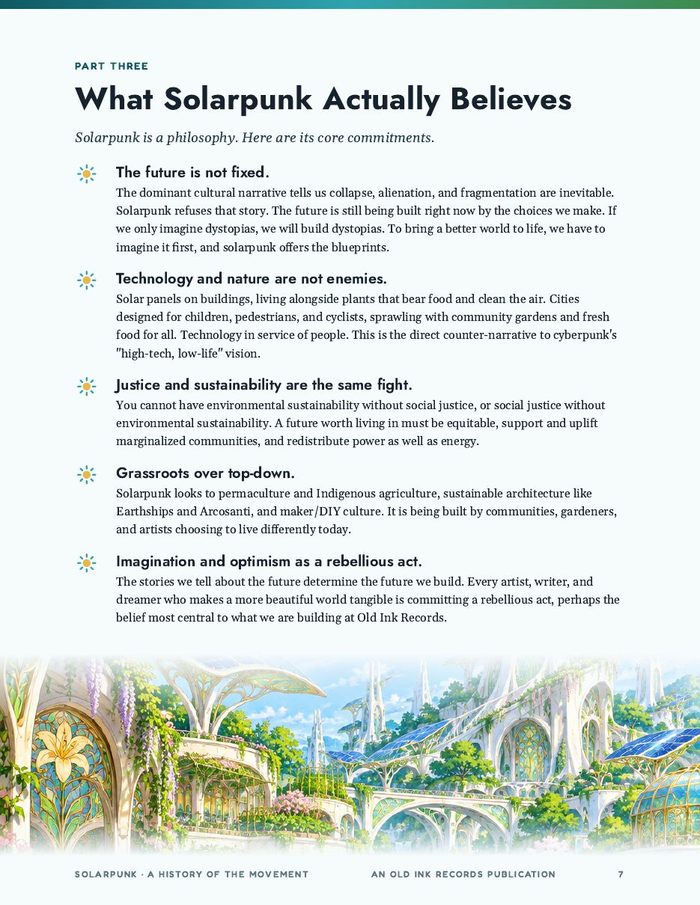 PART THREE
What Solarpunk Actually Believes
Solarpunk is a philosophy. Here are its core commitments.
The future is not fixed.
The dominant cultural narrative tells us collapse, alienation, and fragmentation are inevitable.
Solarpunk refuses that story. The future is still being built right now by the choices we make. If
we only imagine dystopias, we will build dystopias. To bring a better world to life, we have to
imagine it first, and solarpunk offers the blueprints.
Technology and nature are not enemies.
Solar panels on buildings, living alongside plants that bear food and clean the air. Cities
designed for children, pedestrians, and cyclists, sprawling with community gardens and fresh
food for all. Technology in service of people. This is the direct counter-narrative to cyberpunk's
"high-tech, low-life" vision.
Justice and sustainability are the same fight.
You cannot have environmental sustainability without social justice, or social justice without
environmental sustainability. A future worth living in must be equitable, support and uplift
marginalized communities, and redistribute power as well as energy.
Grassroots over top-down.
Solarpunk looks to permaculture and Indigenous agriculture, sustainable architecture like
Earthships and Arcosanti, and maker/DIY culture. It is being built by communities, gardeners,
and artists choosing to live differently today.
Imagination and optimism as a rebellious act.
The stories we tell about the future determine the future we build. Every artist, writer, and
dreamer who makes a more beautiful world tangible is committing a rebellious act, perhaps the
belief most central to what we are building at Old Ink Records.
SOLARPUNK · A HISTORY OF THE MOVEMENT AN OLD INK RECORDS PUBLICATION 7